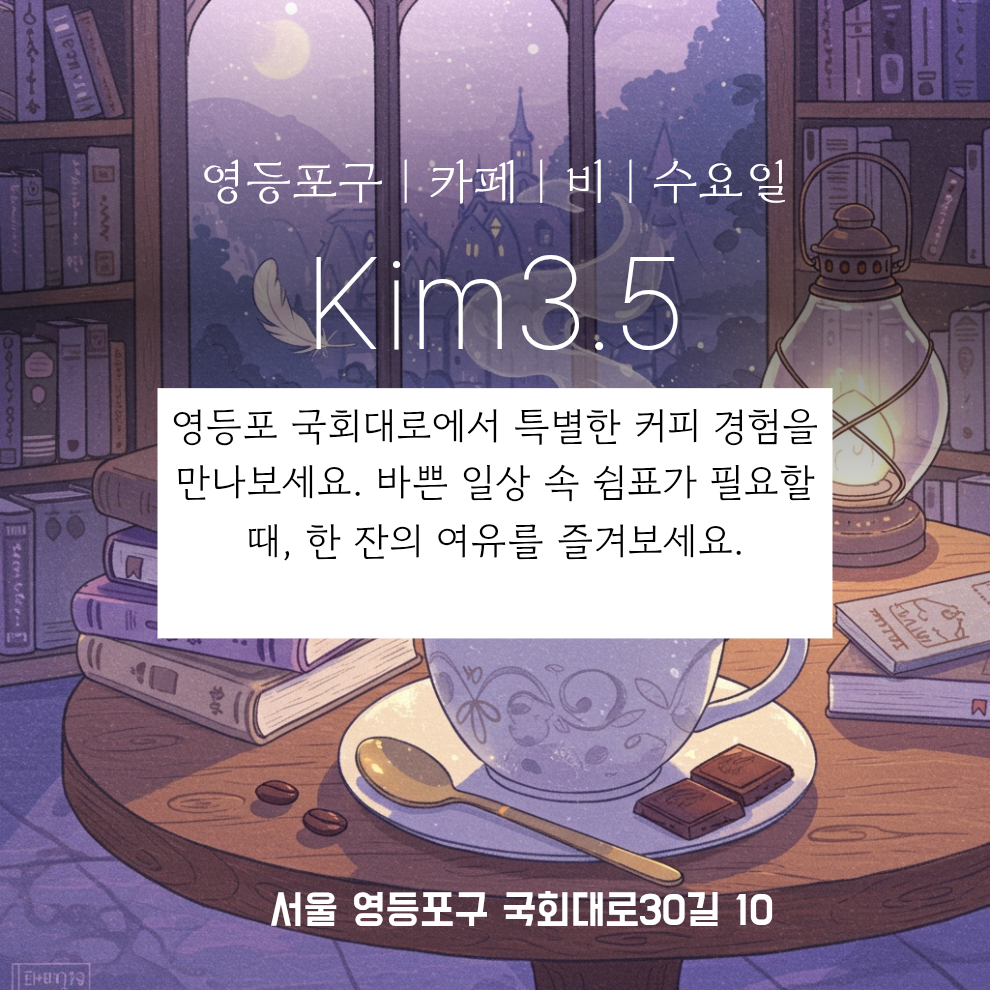 영등포구 | 카페 | 비 | 수요일
Kim3.5
영등포 국회대로에서 특별한 커피 경험을
만나보세요. 바쁜 일상 속 쉼표가 필요할
때, 한 잔의 여유를 즐겨보세요.
서울 영등포구 국회대로30길 10